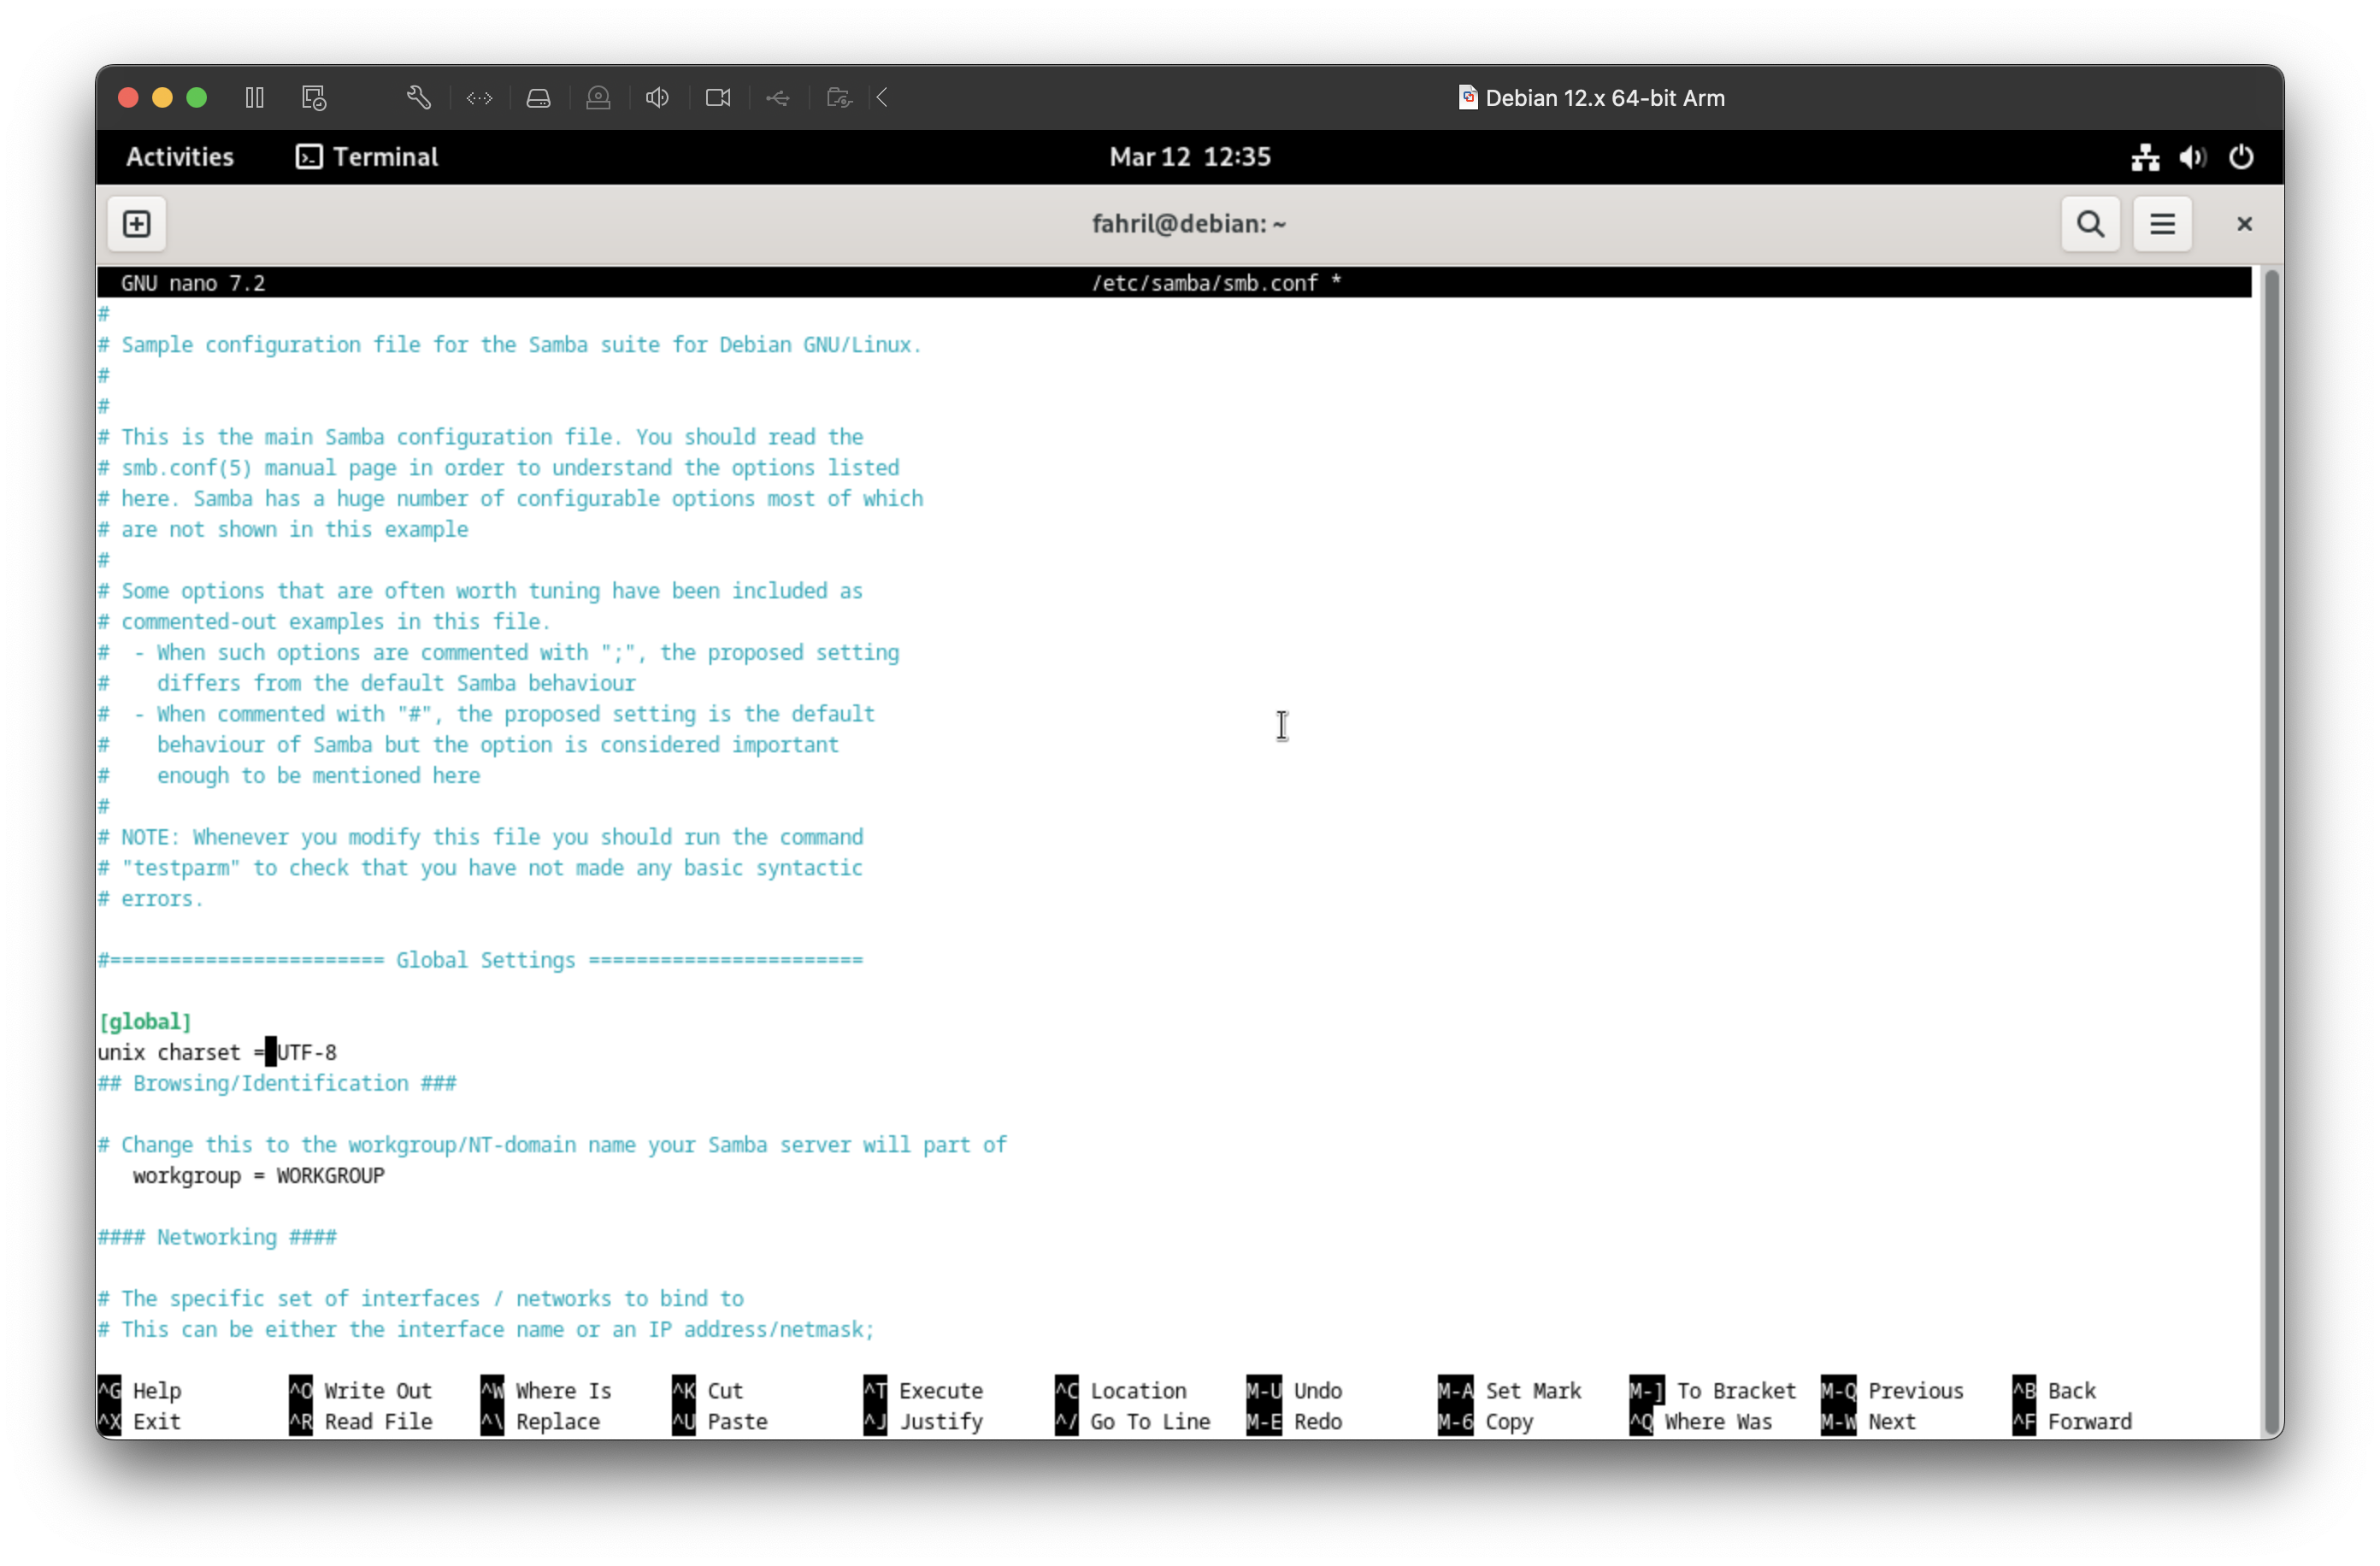 Debian 12.x 64-bit Arm
Activities Terminal Mar 12 12:35
fahril@debian: ~
GNU nano 7.2 /etc/samba/smb.conf *
#
# Sample configuration file for the Samba suite for Debian GNU/Linux.
#
#
# This is the main Samba configuration file. You should read the
# smb.conf(5) manual page in order to understand the options listed
# here. Samba has a huge number of configurable options most of which
# are not shown in this example
#
# Some options that are often worth tuning have been included as
# commented-out examples in this file.
#  - When such options are commented with ";", the proposed setting
#    differs from the default Samba behaviour
#  - When commented with "#", the proposed setting is the default
#    behaviour of Samba but the option is considered important
#    enough to be mentioned here
#
# NOTE: Whenever you modify this file you should run the command
# "testparm" to check that you have not made any basic syntactic
# errors.
#======================= Global Settings =======================
[global]
unix charset = UTF-8
## Browsing/Identification ###
# Change this to the workgroup/NT-domain name your Samba server will part of
   workgroup = WORKGROUP
#### Networking ####
# The specific set of interfaces / networks to bind to
# This can be either the interface name or an IP address/netmask;
^G Help ^O Write Out ^W Where Is ^K Cut ^T Execute ^C Location M-U Undo M-A Set Mark M-] To Bracket M-Q Previous ^B Back
^X Exit ^R Read File ^\ Replace ^U Paste ^J Justify ^/ Go To Line M-E Redo M-6 Copy ^Q Where Was M-W Next ^F Forward